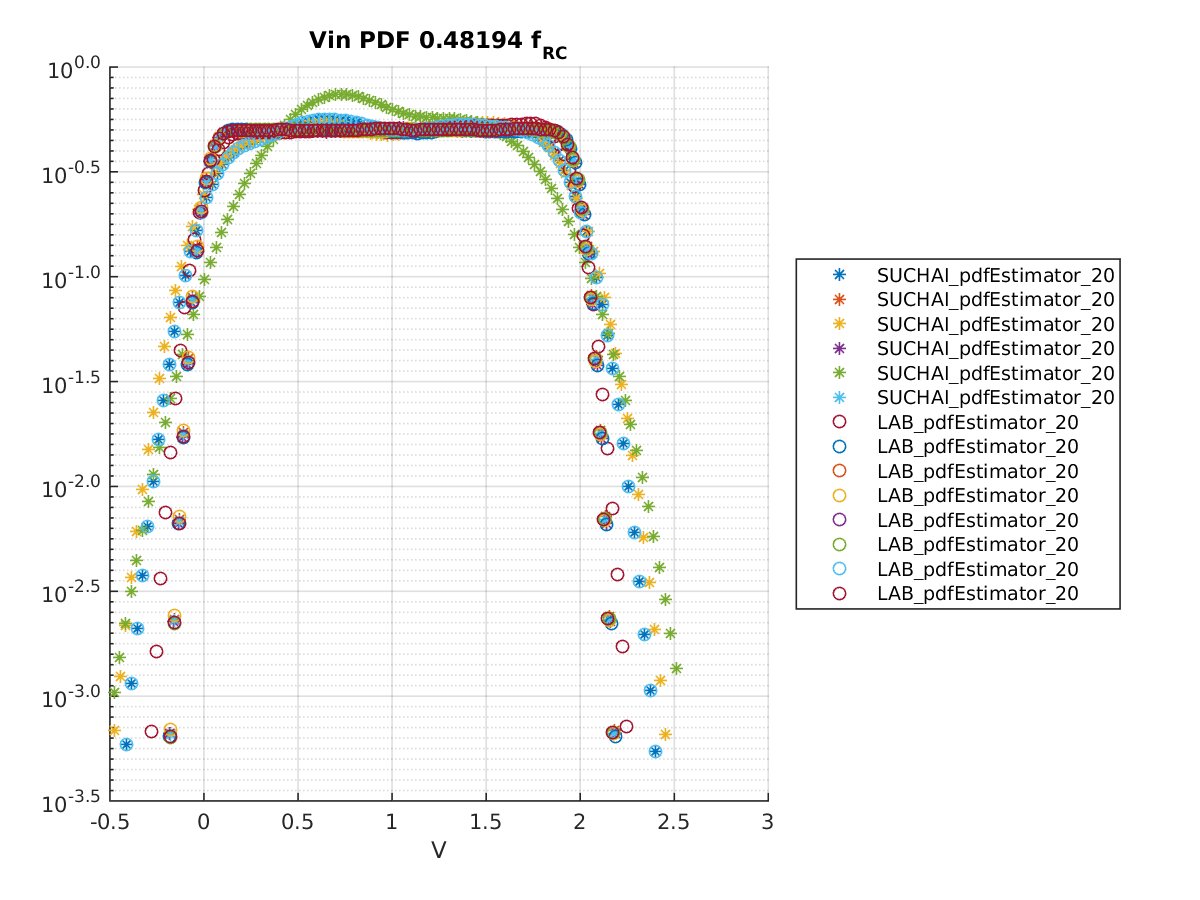 Vin PDF 0.48194 f_RC
10^0.0
10^-0.5
10^-1.0
10^-1.5
10^-2.0
10^-2.5
10^-3.0
10^-3.5
-0.5 0 0.5 1 1.5 2 2.5 3
V
SUCHAI_pdfEstimator_20
SUCHAI_pdfEstimator_20
SUCHAI_pdfEstimator_20
SUCHAI_pdfEstimator_20
SUCHAI_pdfEstimator_20
SUCHAI_pdfEstimator_20
LAB_pdfEstimator_20
LAB_pdfEstimator_20
LAB_pdfEstimator_20
LAB_pdfEstimator_20
LAB_pdfEstimator_20
LAB_pdfEstimator_20
LAB_pdfEstimator_20
LAB_pdfEstimator_20